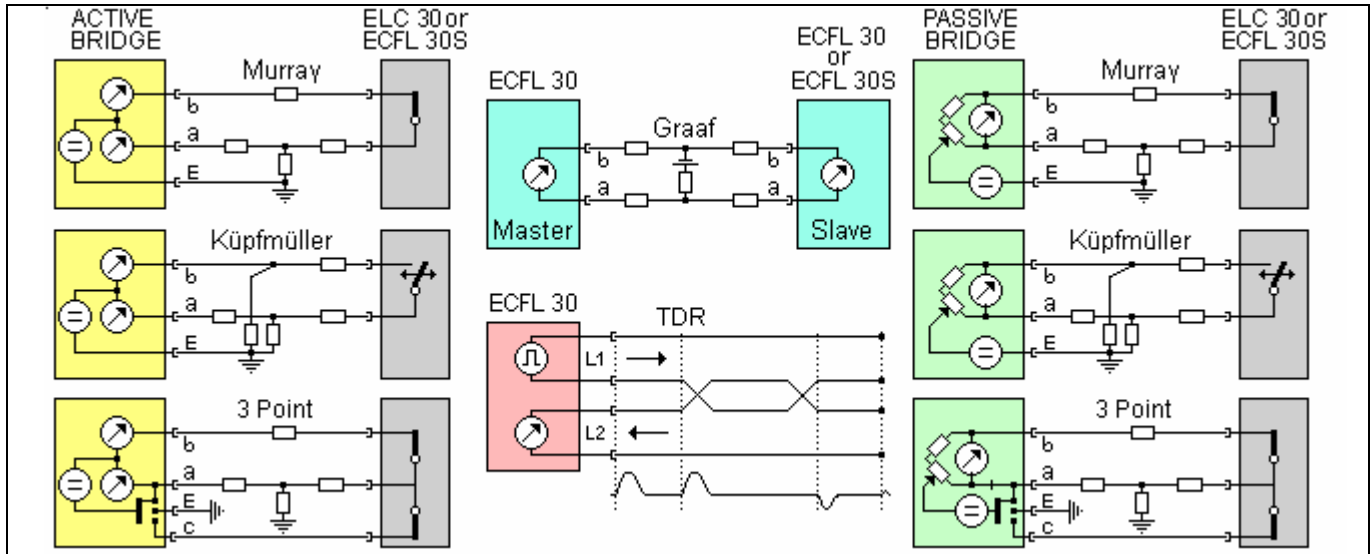 ACTIVE
BRIDGE
ELC 30 or
ECFL 30S
Murray
b
a
E
Küpfmüller
b
a
E
3 Point
b
a
E
c
ECFL 30
ECFL 30
or
ECFL 30S
Graaf
b
b
a
a
Master
Slave
ECFL 30
TDR
L1
L2
PASSIVE
BRIDGE
ELC 30 or
ECFL 30S
Murray
b
a
E
Küpfmüller
b
a
E
3 Point
b
a
E
c